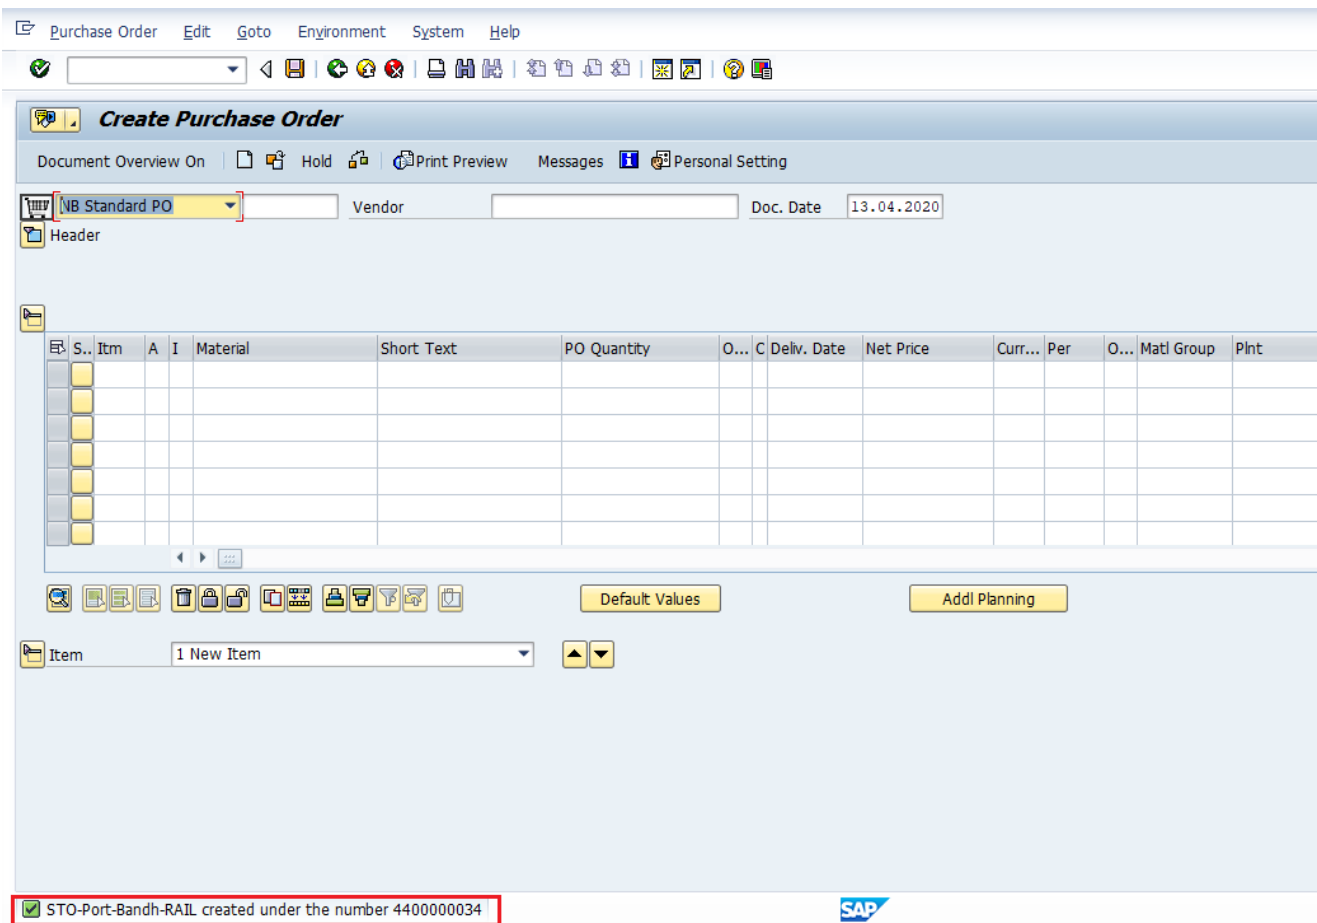 Purchase Order Edit Goto Environment System Help
Create Purchase Order
Document Overview On Hold Print Preview Messages Personal Setting
NB Standard PO Vendor Doc. Date 13.04.2020
Header
S.. Itm A I Material Short Text PO Quantity O... C Deliv. Date Net Price Curr... Per O... Matl Group Plnt
Default Values Addl Planning
Item 1 New Item
STO-Port-Bandh-RAIL created under the number 4400000034 SAP